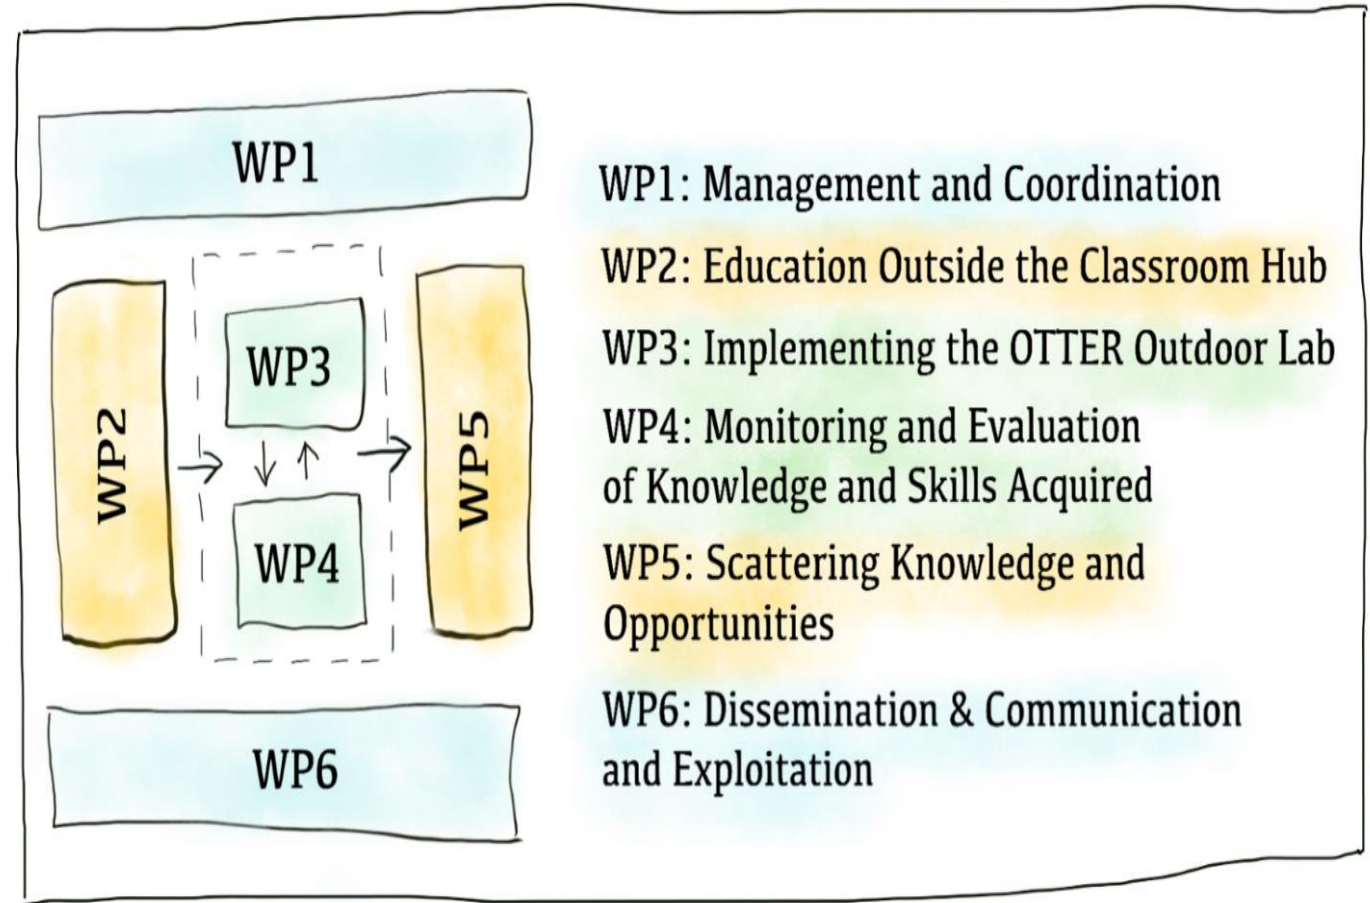 WP1
WP2
WP3
WP4
WP5
WP6
WP1: Management and Coordination
WP2: Education Outside the Classroom Hub
WP3: Implementing the OTTER Outdoor Lab
WP4: Monitoring and Evaluation
of Knowledge and Skills Acquired
WP5: Scattering Knowledge and
Opportunities
WP6: Dissemination & Communication
and Exploitation